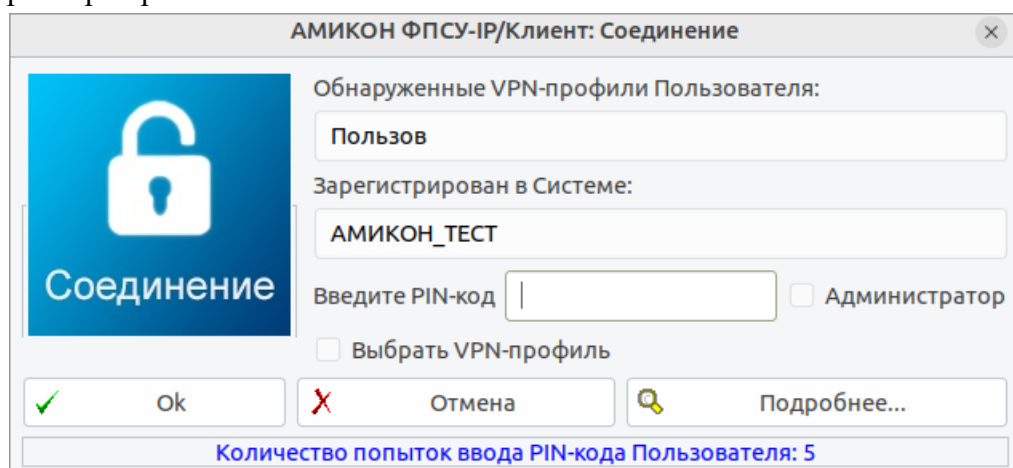 АМИКОН ФПСУ-IP/Клиент: Соединение
Обнаруженные VPN-профили Пользователя:
Пользов
Зарегистрирован в Системе:
АМИКОН_ТЕСТ
Соединение
Введите PIN-код
Администратор
Выбрать VPN-профиль
Ok
Отмена
Подробнее...
Количество попыток ввода PIN-кода Пользователя: 5